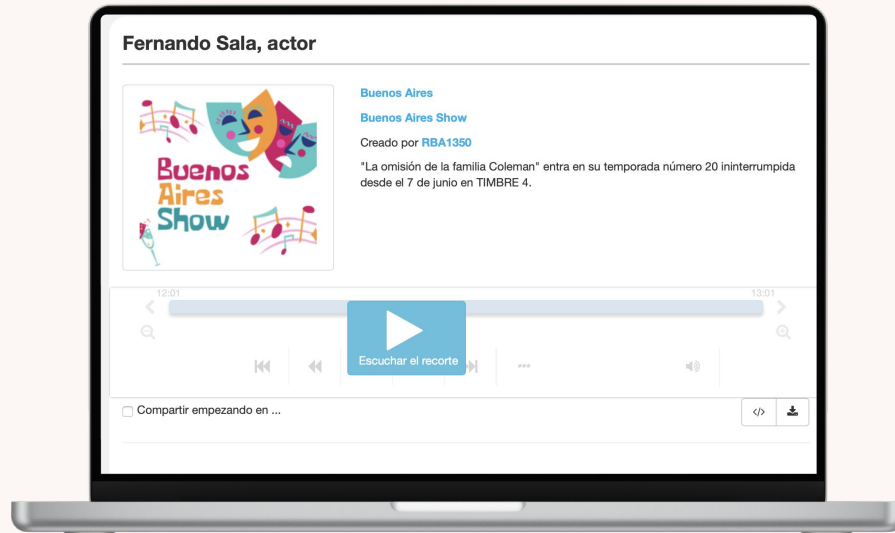 Fernando Sala, actor
Buenos
Aires
Show
Buenos Aires
Buenos Aires Show
Creado por RBA1350
"La omisión de la familia Coleman" entra en su temporada número 20 ininterrumpida
desde el 7 de junio en TIMBRE 4.
12:01
13:01
Escuchar el recorte
Compartir empezando en ...